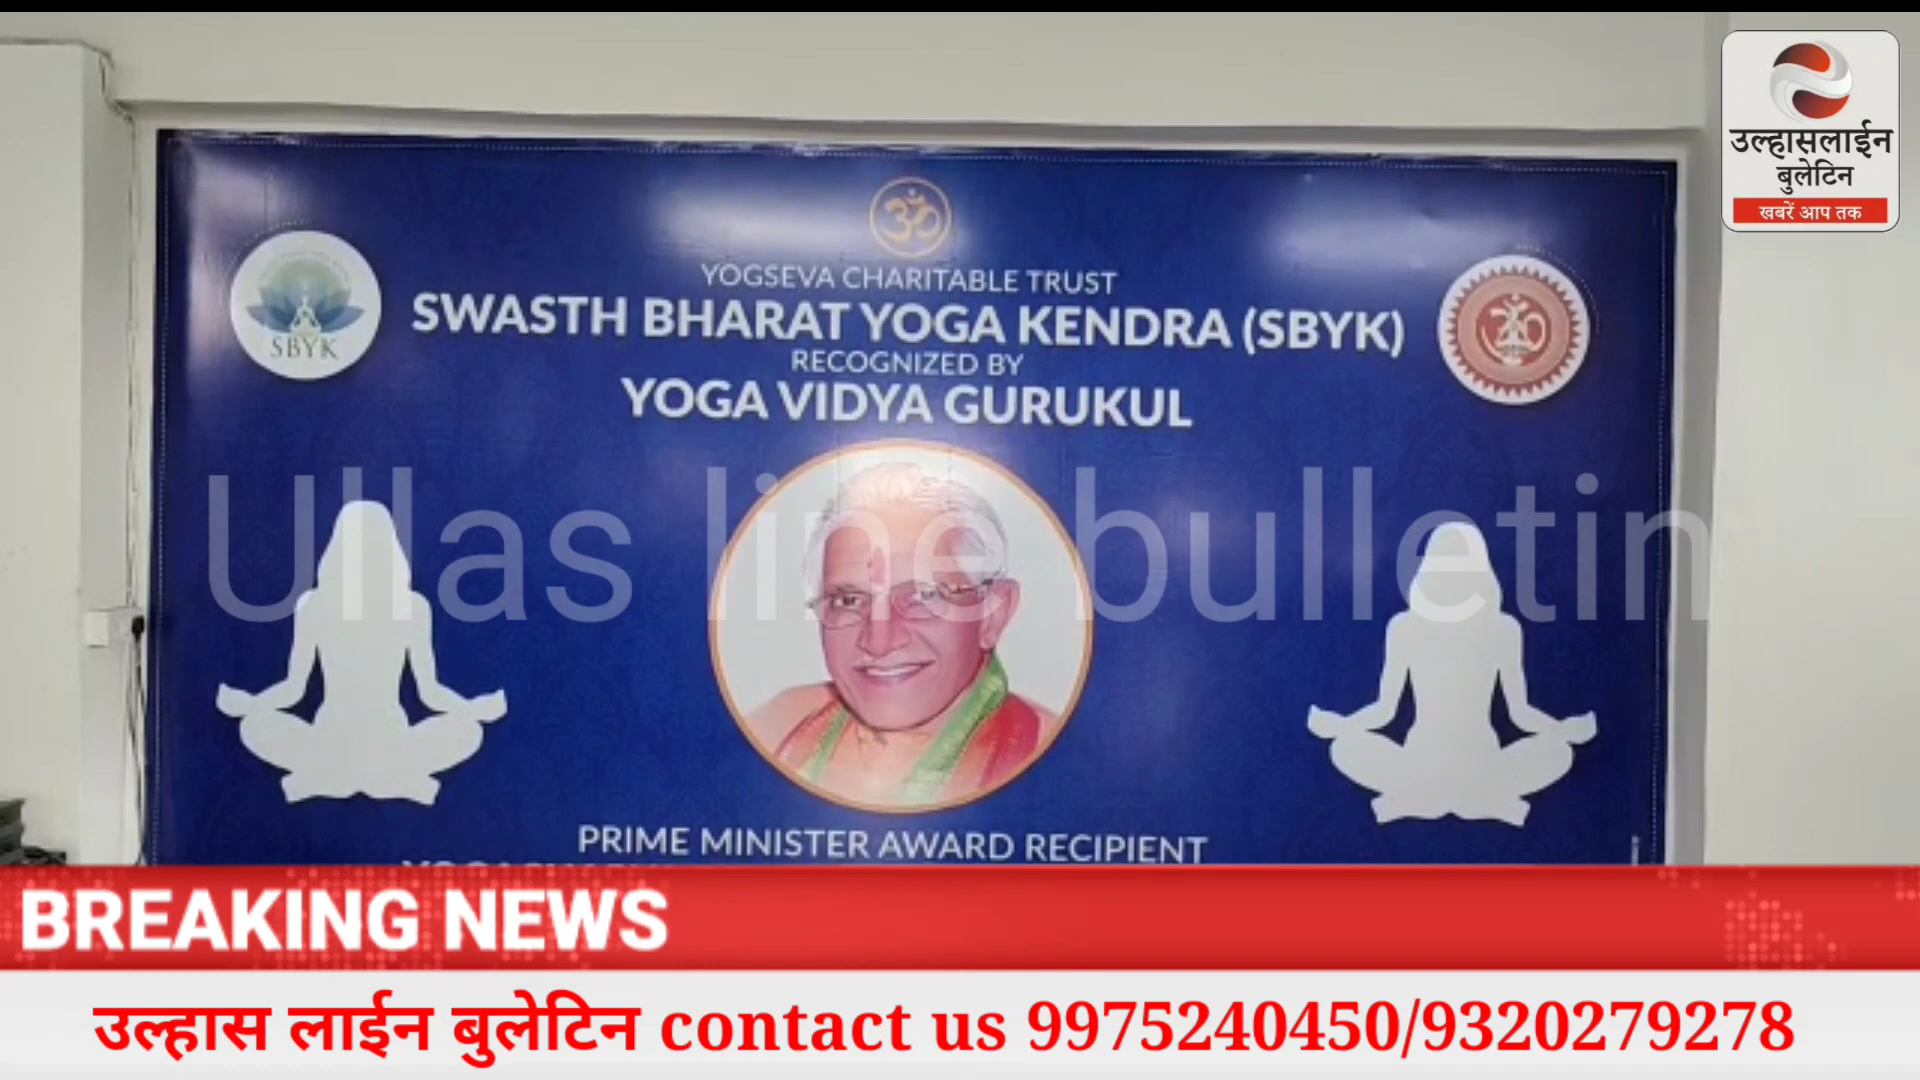 उल्हासलाईन
बुलेटिन
खबरें आप तक
ॐ
YOGSEVA CHARITABLE TRUST
SWASTH BHARAT YOGA KENDRA (SBYK)
RECOGNIZED BY
YOGA VIDYA GURUKUL
SBYK
Ullas line bulletin
PRIME MINISTER AWARD RECIPIENT
BREAKING NEWS
उल्हास लाईन बुलेटिन contact us 9975240450/9320279278